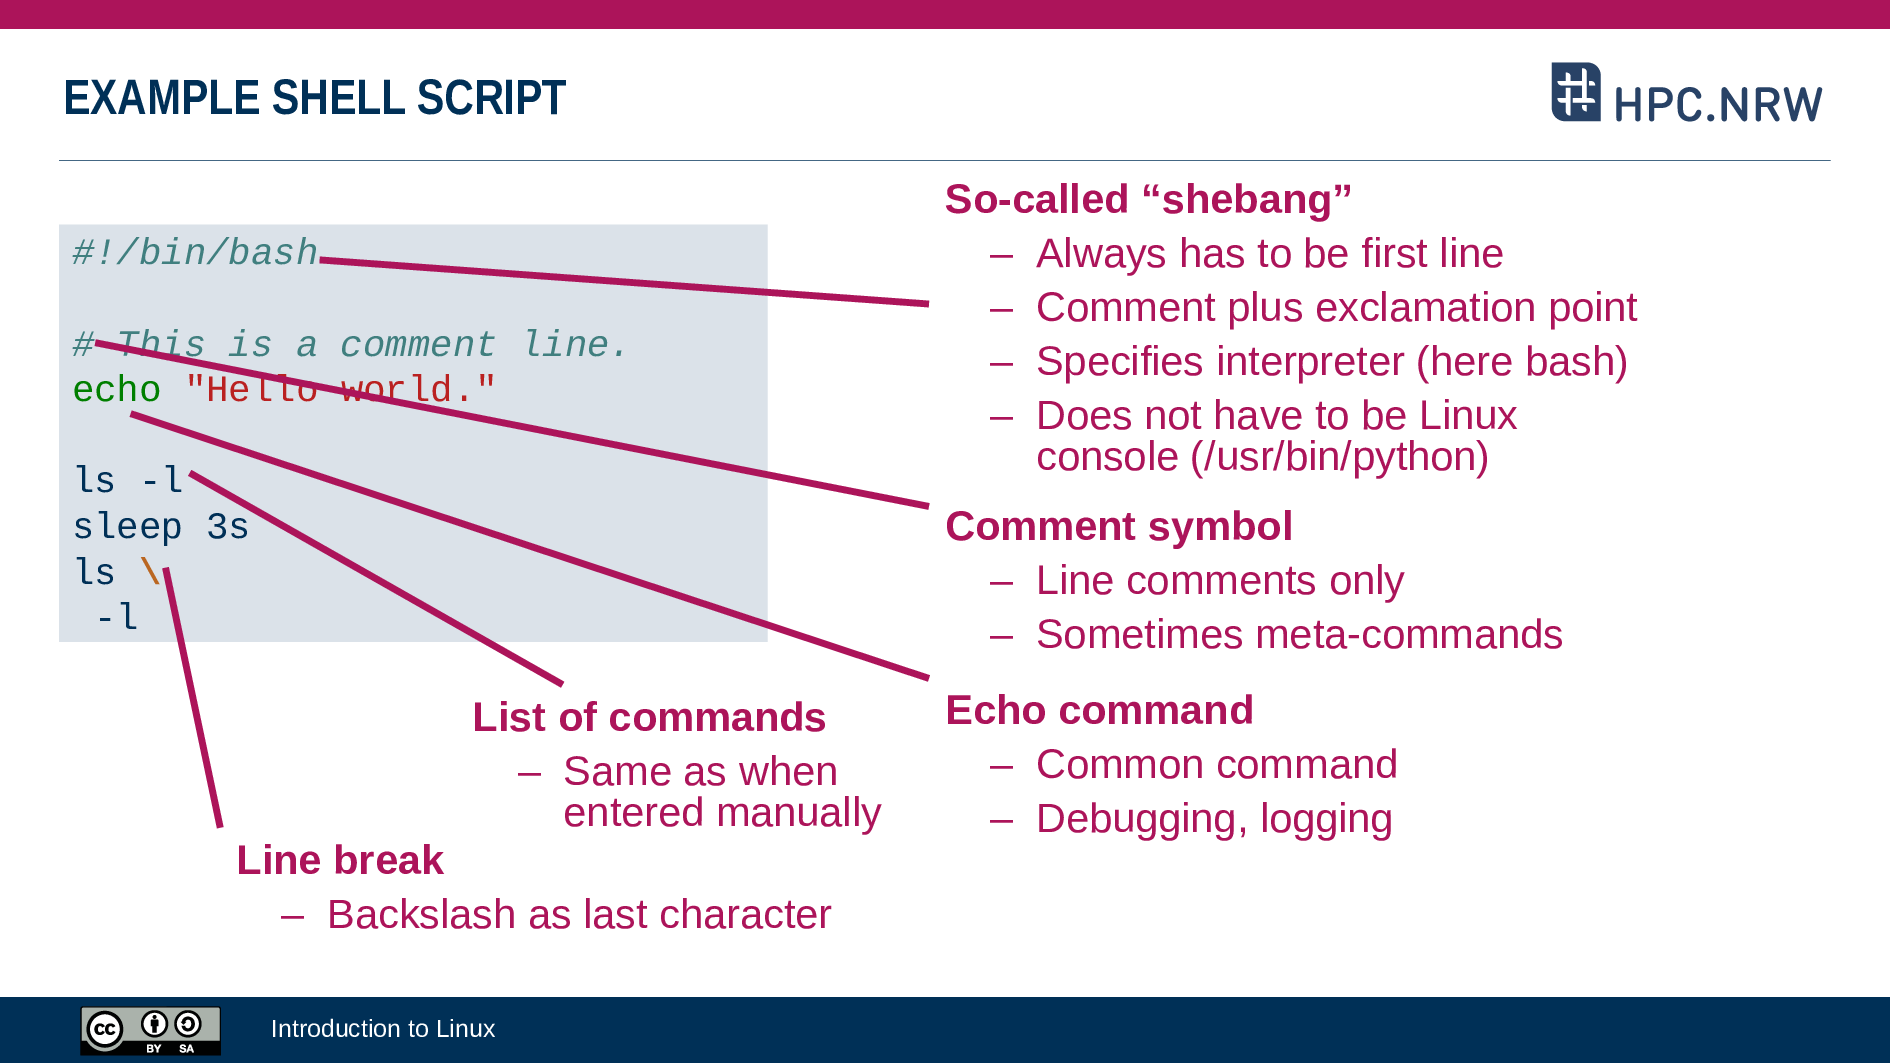 EXAMPLE SHELL SCRIPT
HPC.NRW
#!/bin/bash
# This is a comment line.
echo "Hello world."
ls -l
sleep 3s
ls \
 -l
So-called “shebang”
– Always has to be first line
– Comment plus exclamation point
– Specifies interpreter (here bash)
– Does not have to be Linux
console (/usr/bin/python)
Comment symbol
– Line comments only
– Sometimes meta-commands
Echo command
– Common command
– Debugging, logging
List of commands
– Same as when
entered manually
Line break
– Backslash as last character
cc BY SA
Introduction to Linux